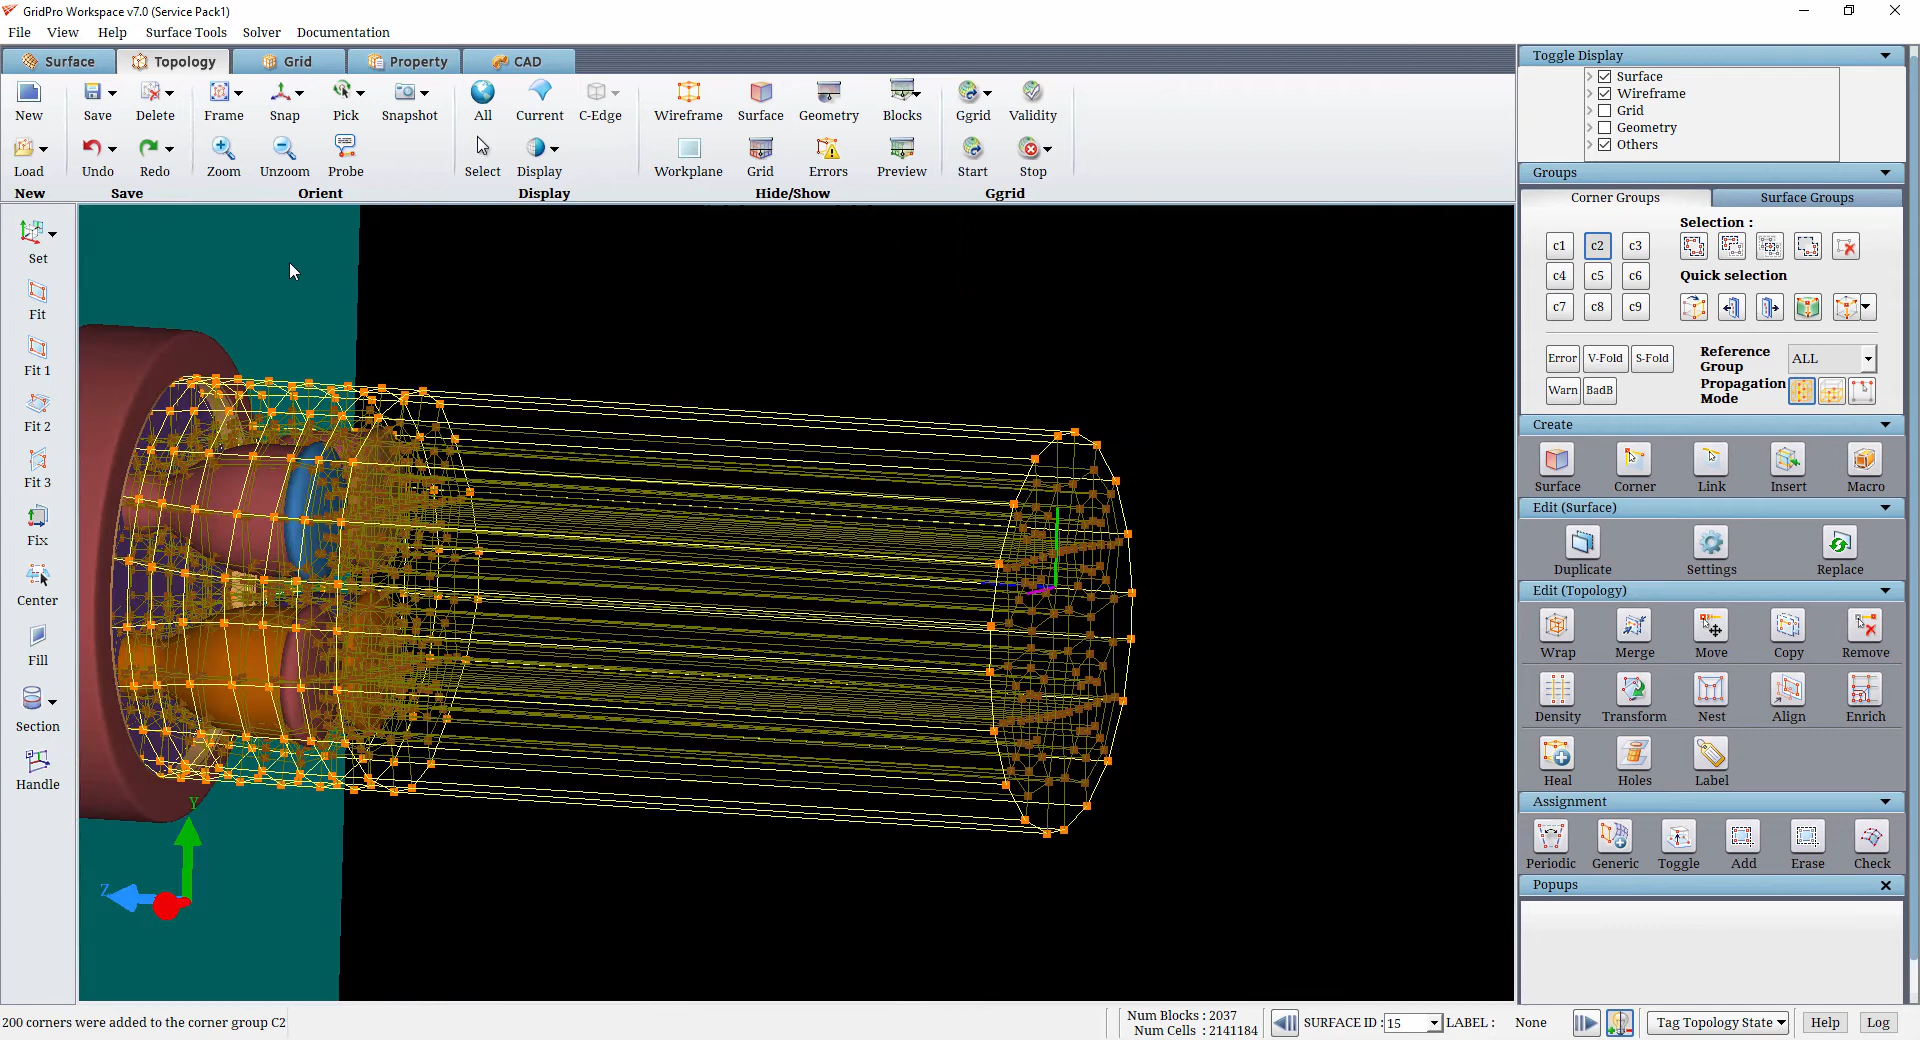 GridPro Workspace v7.0 (Service Pack1)
File View Help Surface Tools Solver Documentation
Surface Topology Grid Property CAD
New Save Delete Frame Snap Pick Snapshot All Current C-Edge Wireframe Surface Geometry Blocks Ggrid Validity
Load Undo Redo Zoom Unzoom Probe Select Display Workplane Grid Errors Preview Start Stop
New Save Orient Display Hide/Show Ggrid
Set
Fit
Fit 1
Fit 2
Fit 3
Fix
Center
Fill
Section
Handle
Y
Z
Toggle Display
Surface
Wireframe
Grid
Geometry
Others
Groups
Corner Groups Surface Groups
Selection :
c1 c2 c3
Quick selection
c4 c5 c6
c7 c8 c9
Error V-Fold S-Fold Reference Group ALL
Warn BadB Propagation Mode
Create
Surface Corner Link Insert Macro
Edit (Surface)
Duplicate Settings Replace
Edit (Topology)
Wrap Merge Move Copy Remove
Density Transform Nest Align Enrich
Heal Holes Label
Assignment
Periodic Generic Toggle Add Erase Check
Popups
200 corners were added to the corner group C2
Num Blocks : 2037
Num Cells : 2141184
SURFACE ID : 15 LABEL : None
Tag Topology State Help Log